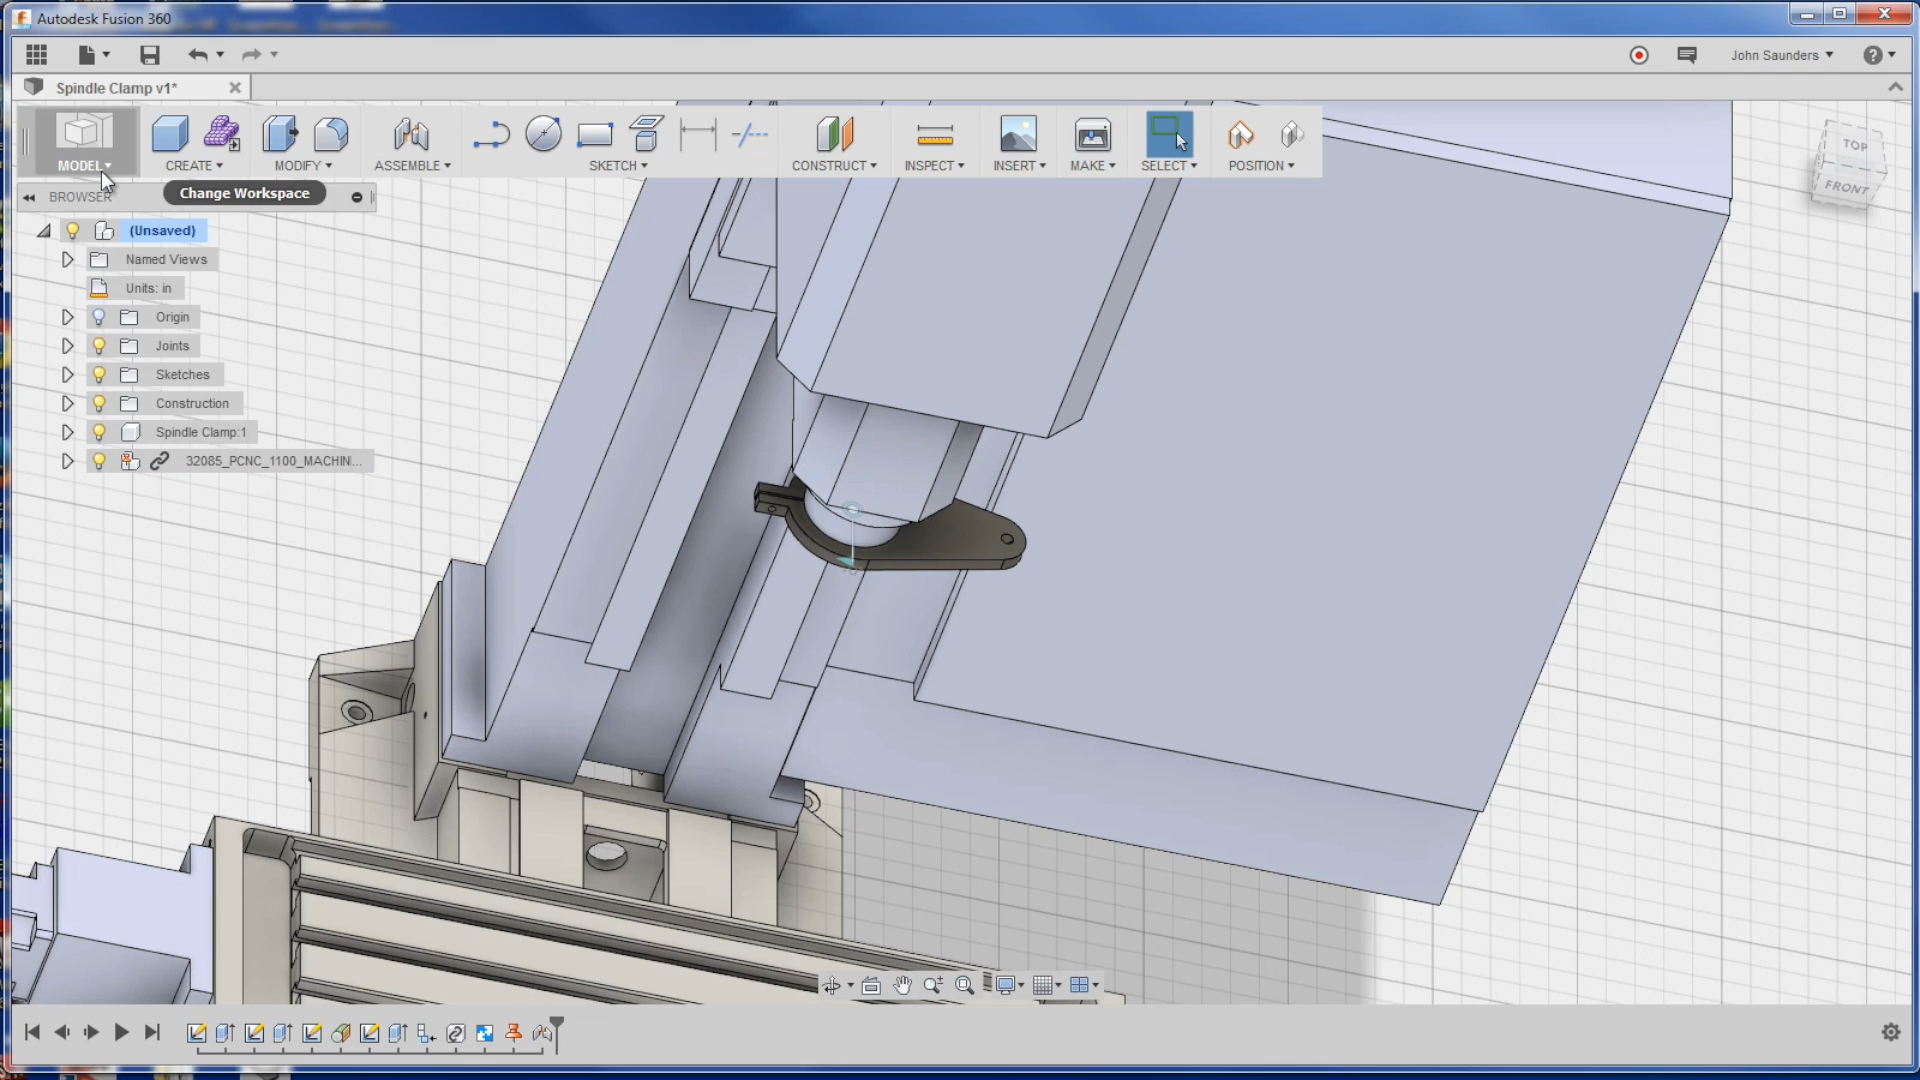 Autodesk Fusion 360
John Saunders
Spindle Clamp v1*
MODEL
CREATE
MODIFY
ASSEMBLE
SKETCH
CONSTRUCT
INSPECT
INSERT
MAKE
SELECT
POSITION
BROWSER
Change Workspace
TOP
FRONT
(Unsaved)
Named Views
Units: in
Origin
Joints
Sketches
Construction
Spindle Clamp:1
32085_PCNC_1100_MACHIN...